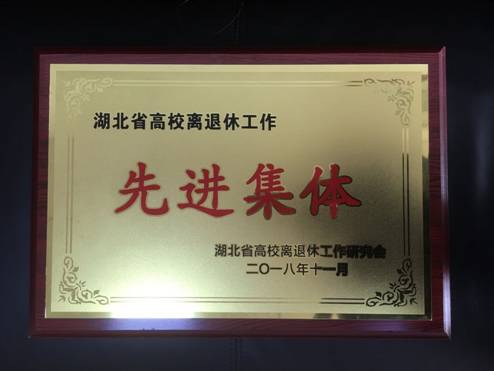 湖北省高校离退休工作
先进集体
湖北省高校离退休工作研究会
二〇一八年十一月